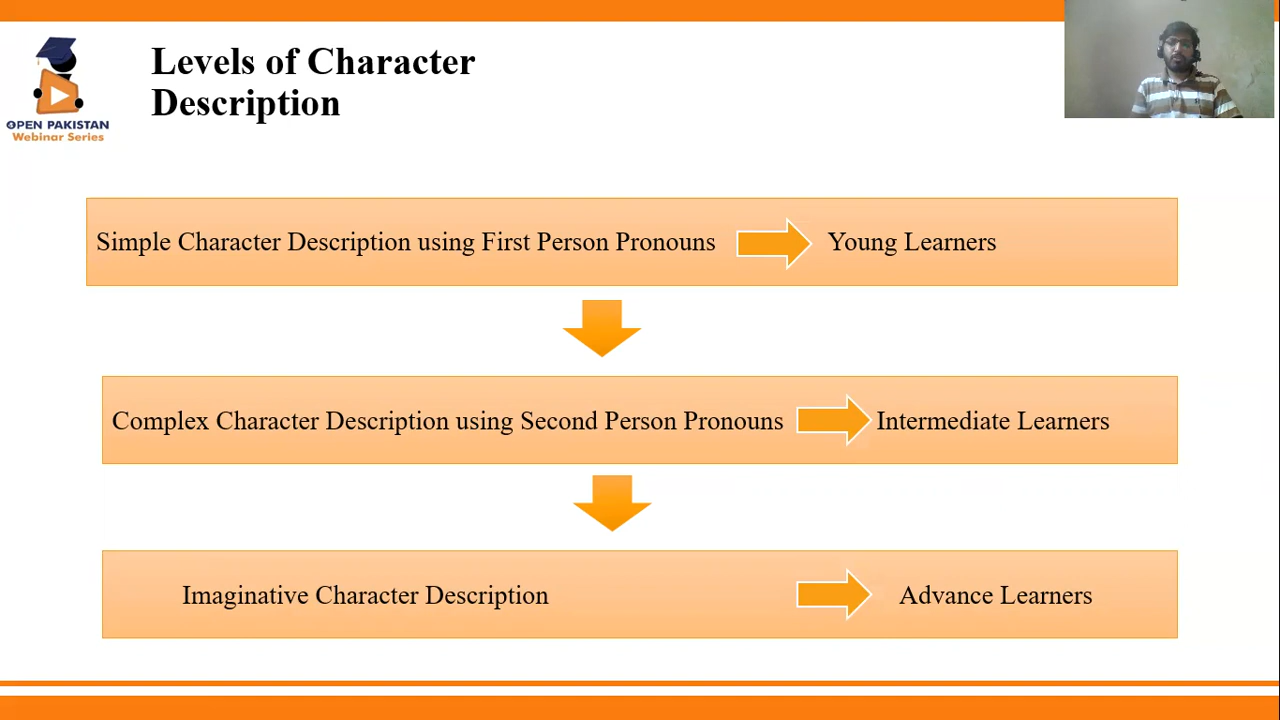 Levels of Character
Description
OPEN PAKISTAN
Webinar Series
Simple Character Description using First Person Pronouns Young Learners
Complex Character Description using Second Person Pronouns Intermediate Learners
Imaginative Character Description Advance Learners